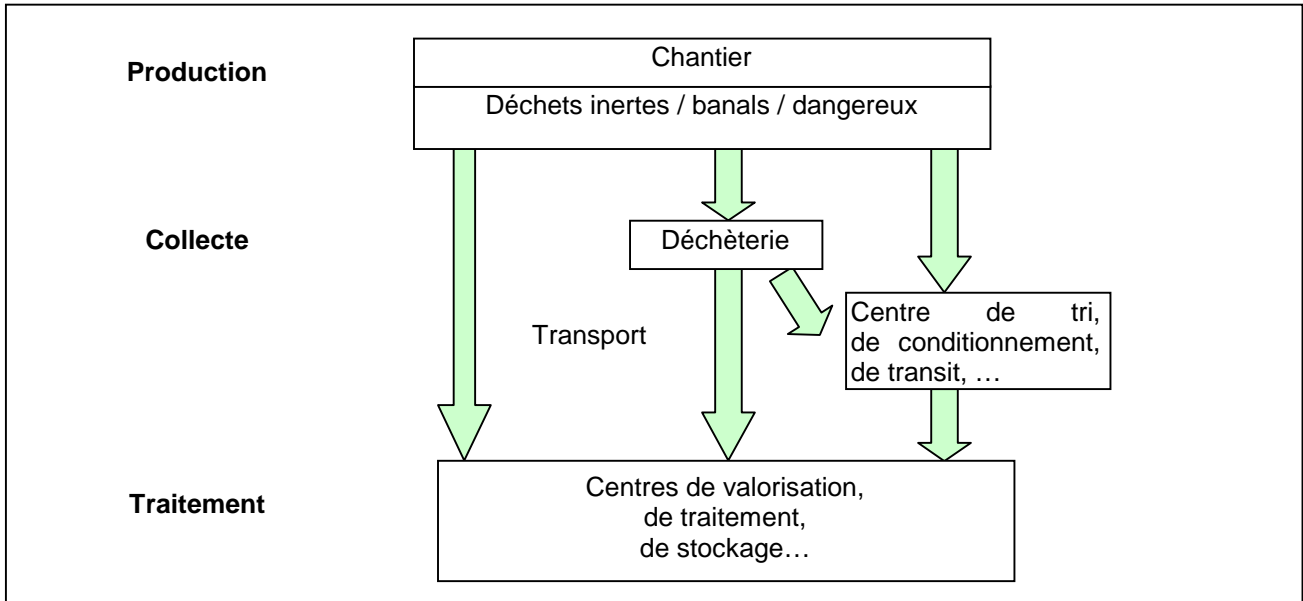 Production
Chantier
Déchets inertes / banals / dangereux
Collecte
Déchèterie
Transport
Centre de tri,
de conditionnement,
de transit, …
Traitement
Centres de valorisation,
de traitement,
de stockage…